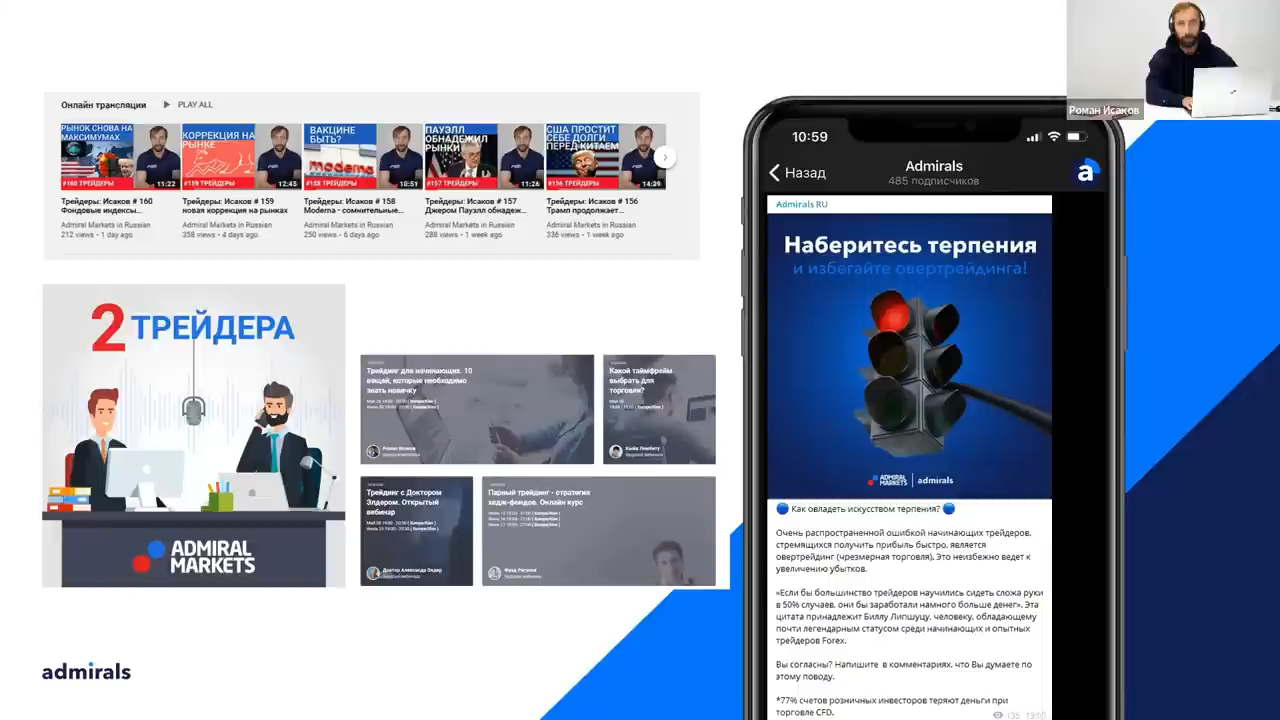 Онлайн трансляции
PLAY ALL
РЫНОК СНОВА НА
МАКСИМУМАХ
#160 ТРЕЙДЕРЫ
11:22
КОРРЕКЦИЯ НА
РЫНКЕ
#159 ТРЕЙДЕРЫ
12:45
ВАКЦИНЕ
БЫТЬ?
moderna
#158 ТРЕЙДЕРЫ
10:51
ПАУЭЛЛ
ОБНАДЕЖИЛ
РЫНКИ
#157 ТРЕЙДЕРЫ
11:26
США ПРОСТИТ
СЕБЕ ДОЛГИ
ПЕРЕД КИТАЕМ
#156 ТРЕЙДЕРЫ
14:39
Трейдеры: Исаков # 160
Фондовые индексы...
Admiral Markets in Russian
212 views • 1 day ago
Трейдеры: Исаков # 159
новая коррекция на рынках
Admiral Markets in Russian
358 views • 4 days ago
Трейдеры: Исаков # 158
Moderna - сомнительные...
Admiral Markets in Russian
250 views • 6 days ago
Трейдеры: Исаков # 157
Джером Пауэлл обнадеж...
Admiral Markets in Russian
288 views • 1 week ago
Трейдеры: Исаков # 156
Трамп продолжает...
Admiral Markets in Russian
336 views • 1 week ago
2 ТРЕЙДЕРА
ADMIRAL
MARKETS
Трейдинг для начинающих. 10
вещей, которые необходимо
знать новичку
Роман Исаков
Какой таймфрейм
выбрать для
торговли?
Трейдинг с Доктором
Элдером. Открытый
вебинар
Доктор Александр Элдер
Парный трейдинг - стратегия
хедж-фондов. Онлайн курс
admirals
Роман Исаков
10:59
Назад
Admirals
485 подписчиков
a
Admirals RU
Наберитесь терпения
и избегайте овертрейдинга!
ADMIRAL
MARKETS
admirals
Как овладеть искусством терпения?
Очень распространенной ошибкой начинающих трейдеров,
стремящихся получить прибыль быстро, является
овертрейдинг (чрезмерная торговля), Это неизбежно ведет к
увеличению убытков.
«Если бы большинство трейдеров научились сидеть сложа руки
в 50% случаев, они бы заработали намного больше денег». Эта
цитата принадлежит Биллу Липшуцу, человеку, обладающему
почти легендарным статусом среди начинающих и опытных
трейдеров Forex.
Вы согласны? Напишите в комментариях, что Вы думаете по
этому поводу.
*77% счетов розничных инвесторов теряют деньги при
торговле CFD.